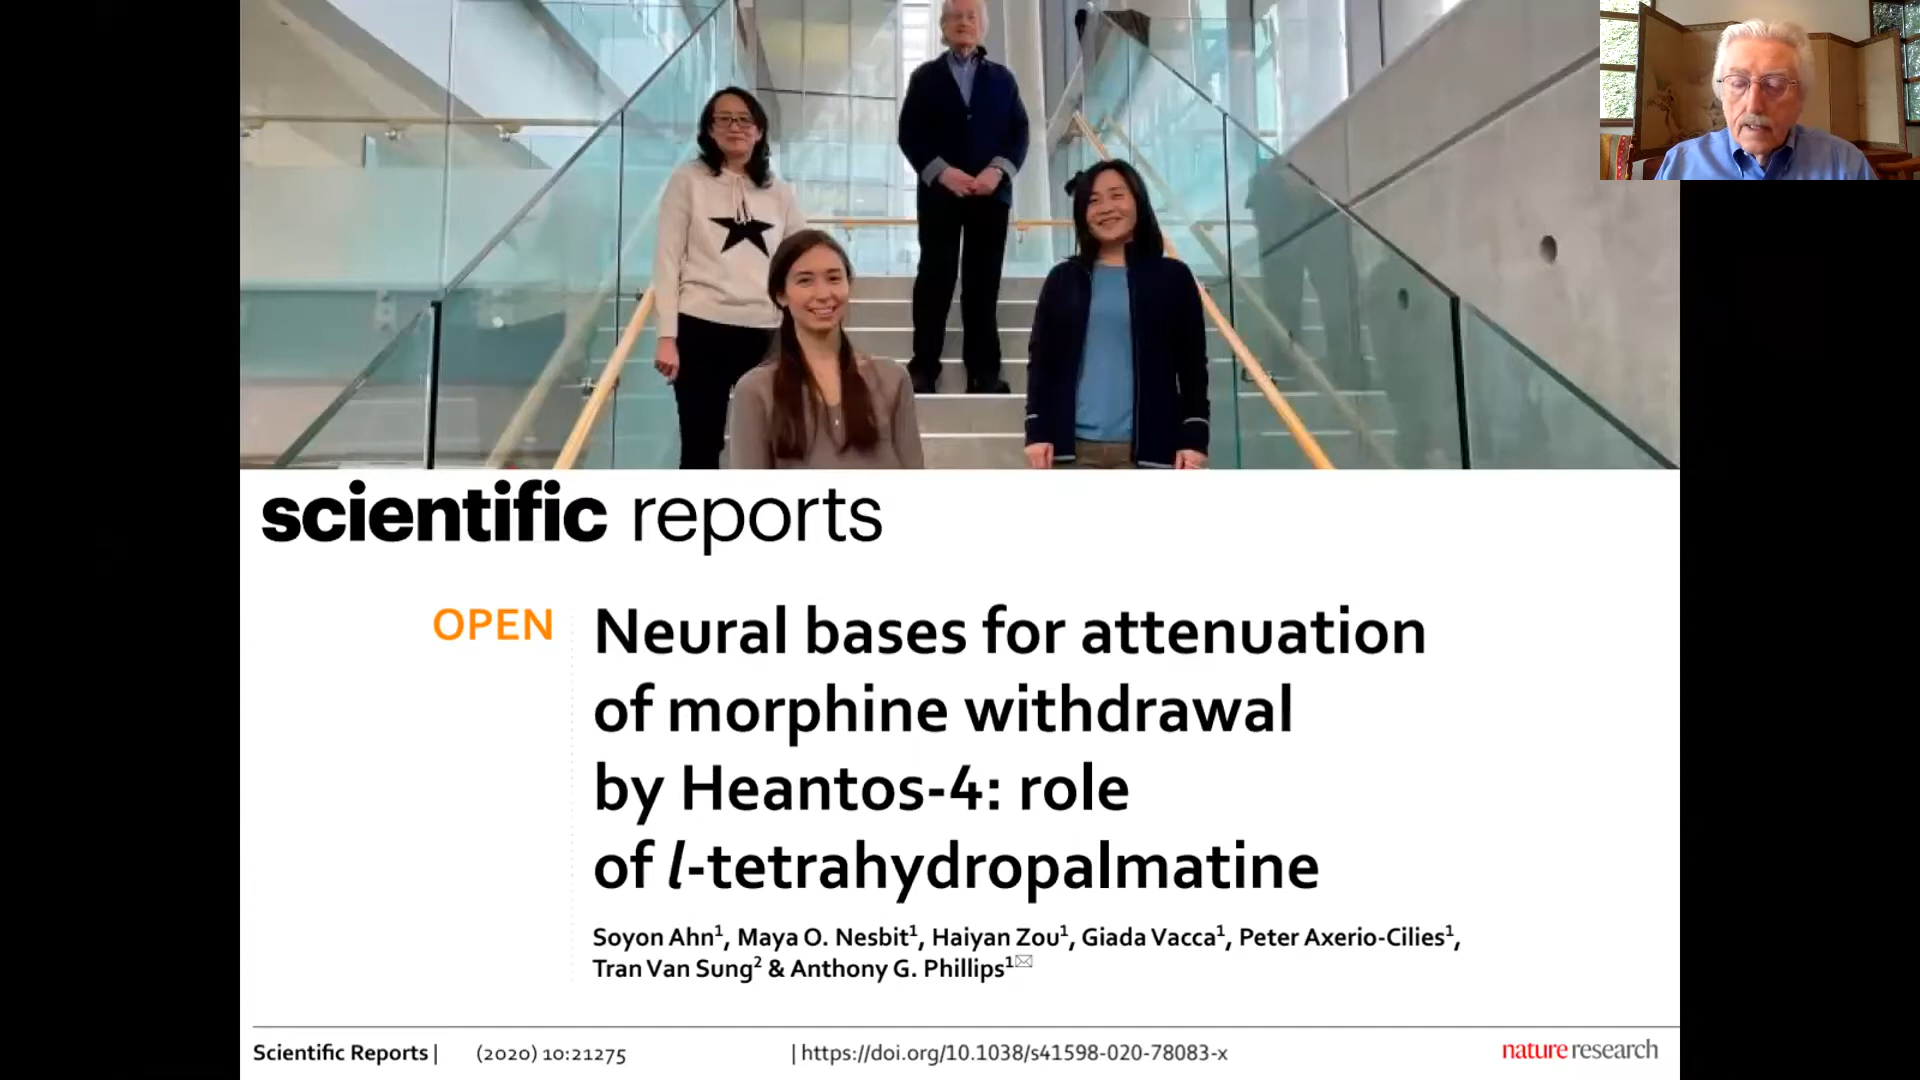 scientific reports
OPEN
Neural bases for attenuation
of morphine withdrawal
by Heantos-4: role
of l-tetrahydropalmatine
Soyon Ahn¹, Maya O. Nesbit¹, Haiyan Zou¹, Giada Vacca¹, Peter Axerio-Cilies¹,
Tran Van Sung² & Anthony G. Phillips¹✉
Scientific Reports | (2020) 10:21275 | https://doi.org/10.1038/s41598-020-78083-x
nature research